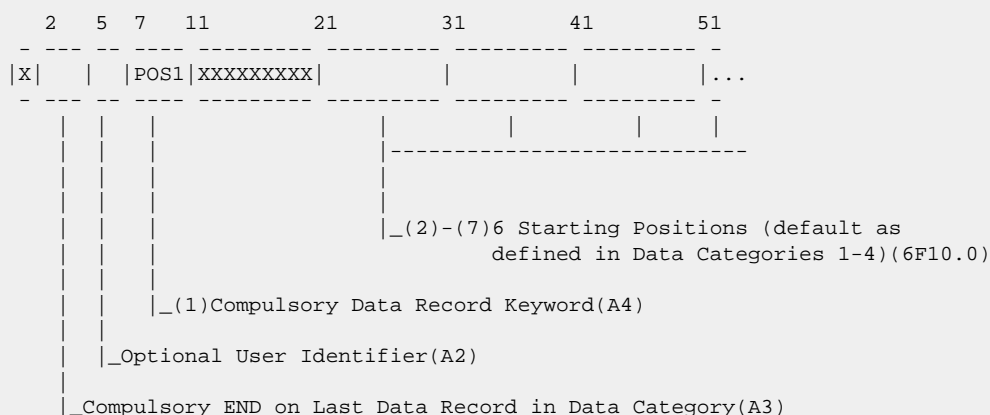 2   5  7   11        21        31        41        51
 - --- -- ---- --------- --------- --------- --------- -
|X|   |  |POS1|XXXXXXXXX|         |         |         |...
 - --- -- ---- --------- --------- --------- --------- -
    |  |   |                 |         |         |     |
    |  |   |                 |----------------------------
    |  |   |                 |
    |  |   |                 |
    |  |   |                 |_(2)-(7)6 Starting Positions (default as
    |  |   |                          defined in Data Categories 1-4)(6F10.0)
    |  |   |
    |  |   |_(1)Compulsory Data Record Keyword(A4)
    |  |
    |  |_Optional User Identifier(A2)
    |
    |_Compulsory END on Last Data Record in Data Category(A3)